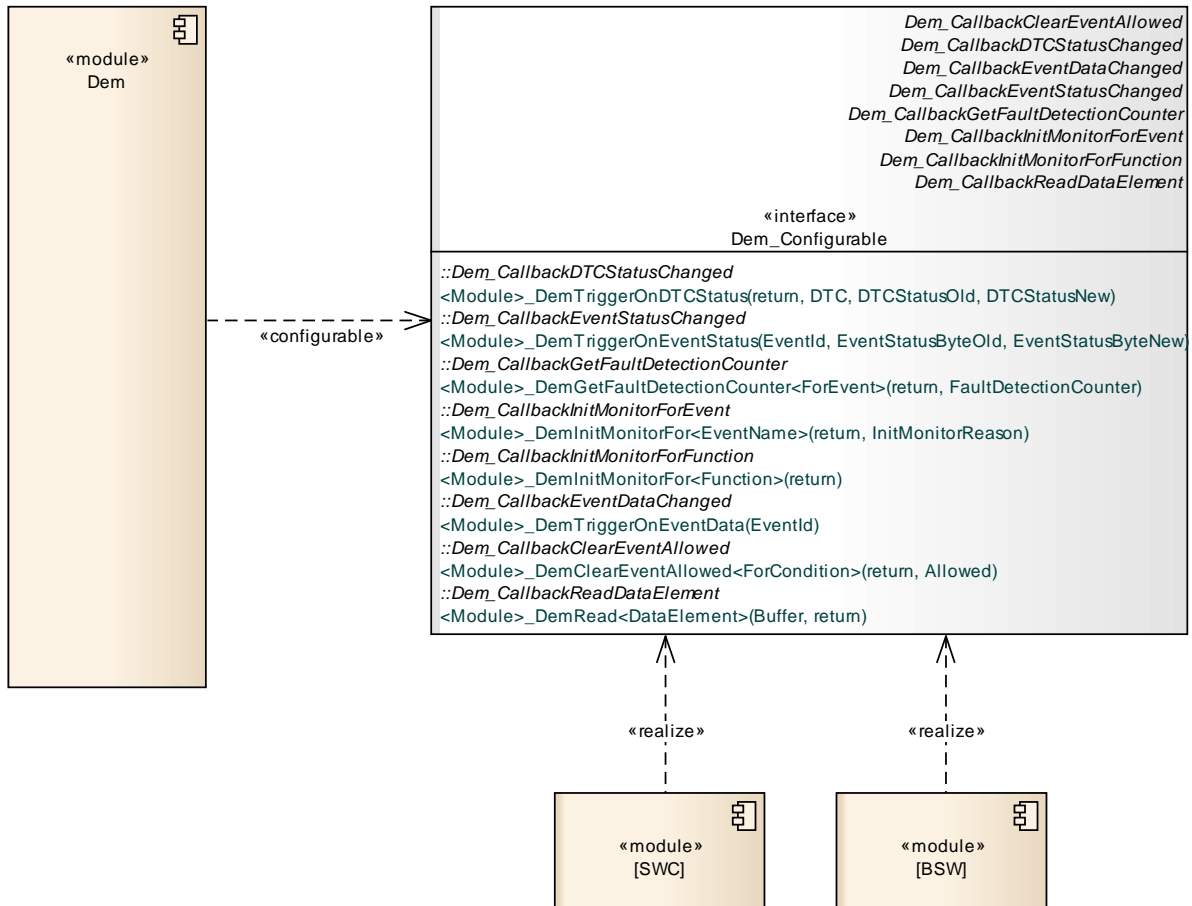 «module»
Dem
Dem_CallbackClearEventAllowed
Dem_CallbackDTCStatusChanged
Dem_CallbackEventDataChanged
Dem_CallbackEventStatusChanged
Dem_CallbackGetFaultDetectionCounter
Dem_CallbackInitMonitorForEvent
Dem_CallbackInitMonitorForFunction
Dem_CallbackReadDataElement
«interface»
Dem_Configurable
::Dem_CallbackDTCStatusChanged
<Module>_DemTriggerOnDTCStatus(return, DTC, DTCStatusOld, DTCStatusNew)
::Dem_CallbackEventStatusChanged
<Module>_DemTriggerOnEventStatus(EventId, EventStatusByteOld, EventStatusByteNew)
::Dem_CallbackGetFaultDetectionCounter
<Module>_DemGetFaultDetectionCounter<ForEvent>(return, FaultDetectionCounter)
::Dem_CallbackInitMonitorForEvent
<Module>_DemInitMonitorFor<EventName>(return, InitMonitorReason)
::Dem_CallbackInitMonitorForFunction
<Module>_DemInitMonitorFor<Function>(return)
::Dem_CallbackEventDataChanged
<Module>_DemTriggerOnEventData(EventId)
::Dem_CallbackClearEventAllowed
<Module>_DemClearEventAllowed<ForCondition>(return, Allowed)
::Dem_CallbackReadDataElement
<Module>_DemRead<DataElement>(Buffer, return)
«configurable»
«realize»
«realize»
«module»
[SWC]
«module»
[BSW]